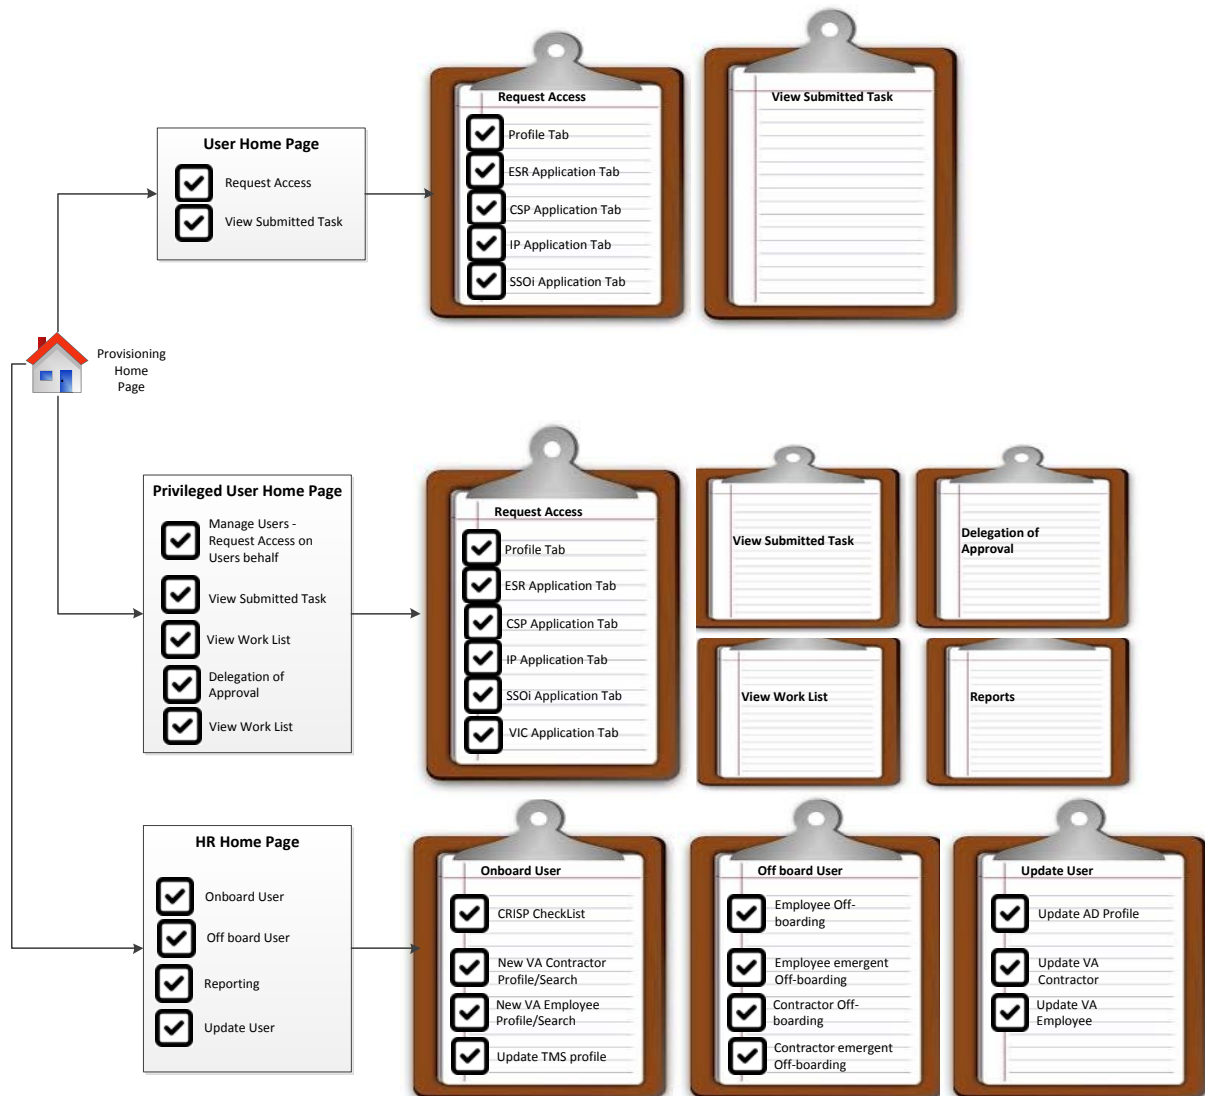 User Home Page
Request Access
View Submitted Task
Request Access
Profile Tab
ESR Application Tab
CSP Application Tab
IP Application Tab
SSOi Application Tab
View Submitted Task
Provisioning
Home
Page
Privileged User Home Page
Manage Users -
Request Access on
Users behalf
View Submitted Task
View Work List
Delegation of
Approval
View Work List
Request Access
Profile Tab
ESR Application Tab
CSP Application Tab
IP Application Tab
SSOi Application Tab
VIC Application Tab
View Submitted Task
Delegation of
Approval
View Work List
Reports
HR Home Page
Onboard User
Off board User
Reporting
Update User
Onboard User
CRISP CheckList
New VA Contractor
Profile/Search
New VA Employee
Profile/Search
Update TMS profile
Off board User
Employee Off-
boarding
Employee emergent
Off-boarding
Contractor Off-
boarding
Contractor emergent
Off-boarding
Update User
Update AD Profile
Update VA
Contractor
Update VA
Employee